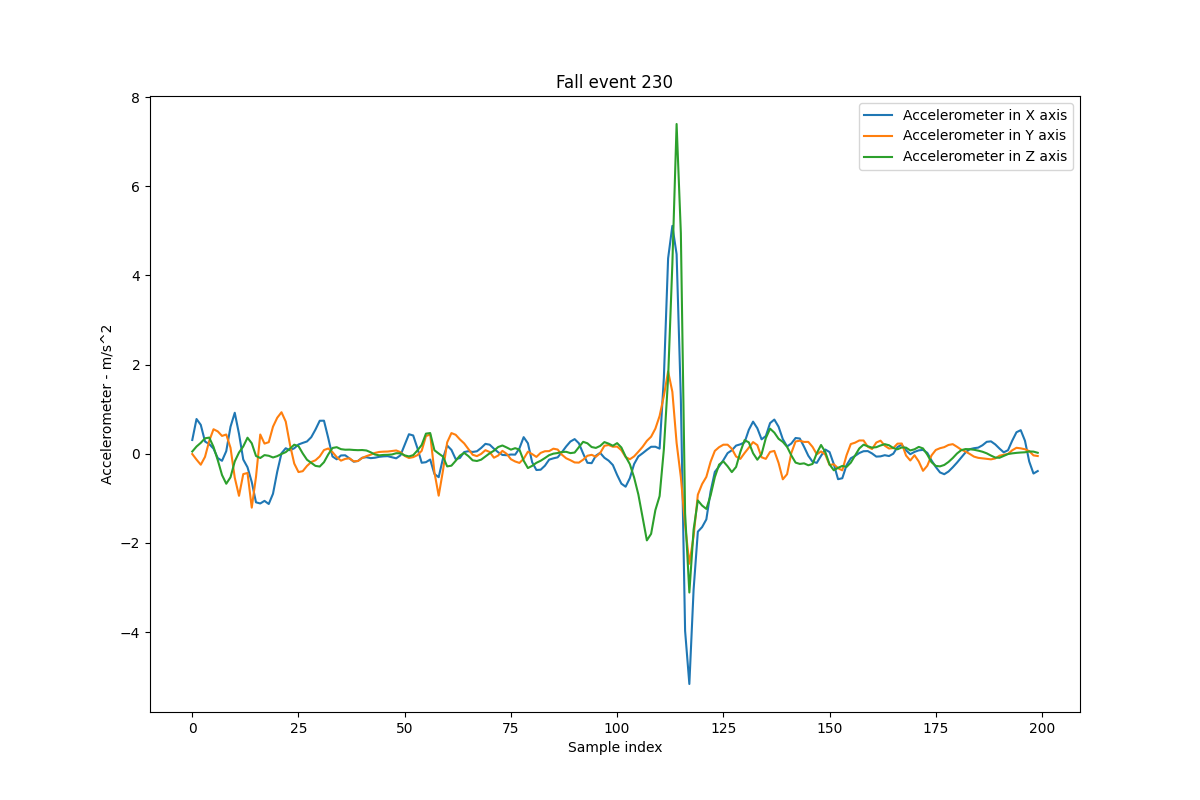 Fall event 230
Accelerometer in X axis
Accelerometer in Y axis
Accelerometer in Z axis
8
6
4
2
0
−2
−4
Accelerometer - m/s^2
0 25 50 75 100 125 150 175 200
Sample index